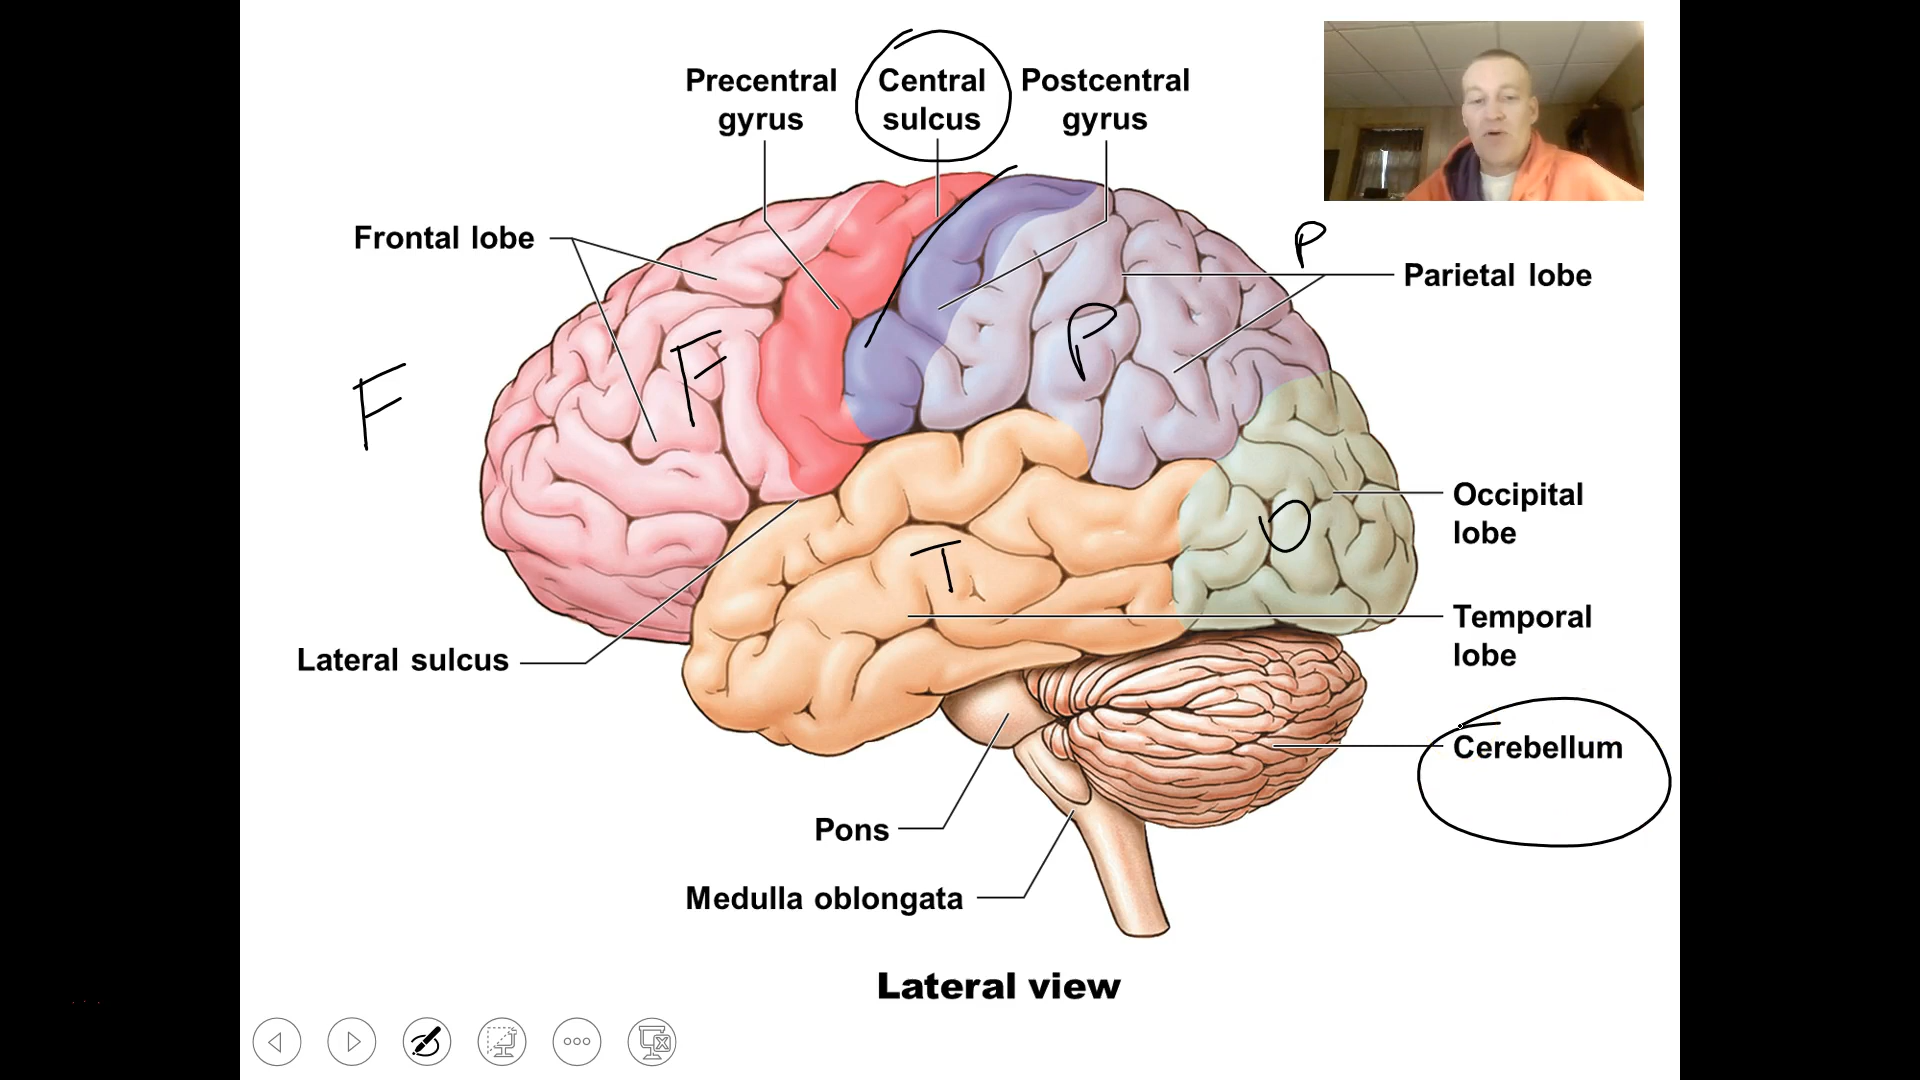 Precentral
gyrus
Central
sulcus
Postcentral
gyrus
Frontal lobe
P
Parietal lobe
F
F
P
Occipital
lobe
O
T
Temporal
lobe
Lateral sulcus
Cerebellum
Pons
Medulla oblongata
Lateral view